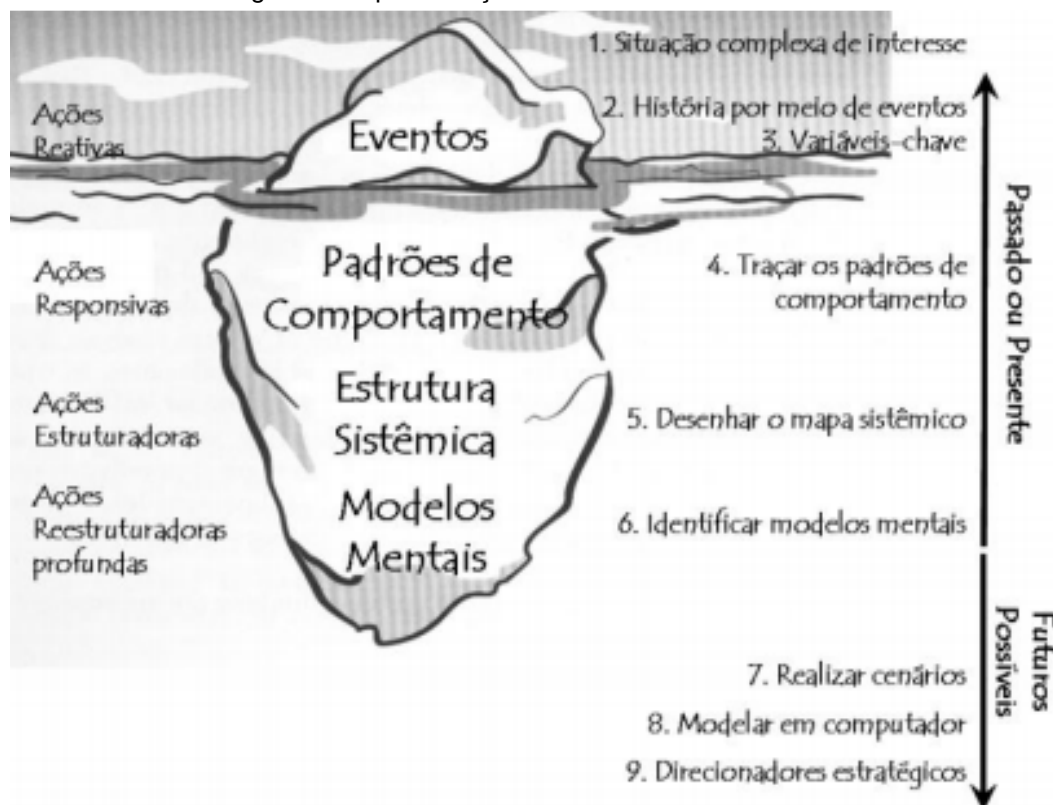 1. Situação complexa de interesse
Ações
Reativas
Eventos
2. História por meio de eventos
3. Variáveis-chave
Passado ou Presente
Ações
Responsivas
Padrões de
Comportamento
4. Traçar os padrões de
comportamento
Ações
Estruturadoras
Estrutura
Sistêmica
5. Desenhar o mapa sistêmico
Ações
Reestruturadoras
profundas
Modelos
Mentais
6. Identificar modelos mentais
Futuros
Possíveis
7. Realizar cenários
8. Modelar em computador
9. Direcionadores estratégicos